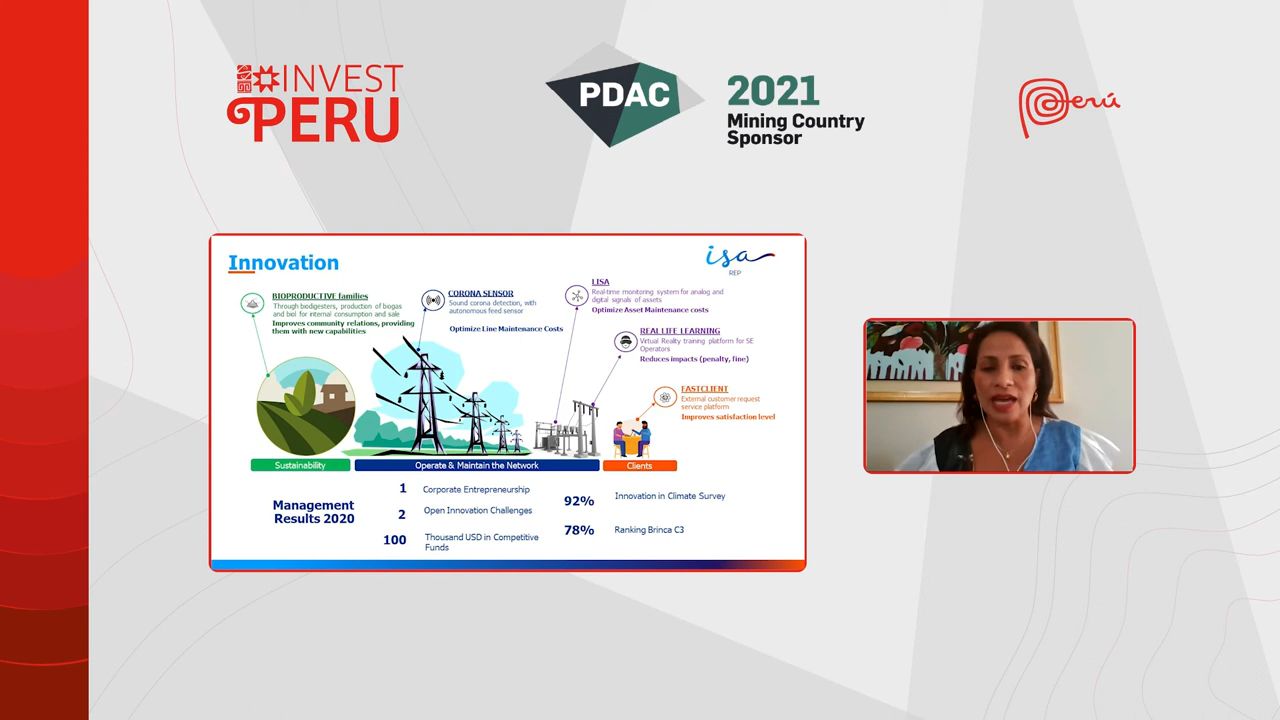 INVEST
PERU
PDAC
2021
Mining Country
Sponsor
Perú
Innovation
isa
REP
BIOPRODUCTIVE families
Through biodigesters, production of biogas
and biol for internal consumption and sale
Improves community relations, providing
them with new capabilities
CORONA SENSOR
Sound corona detection, with
autonomous feed sensor
Optimize Line Maintenance Costs
LISA
Real-time monitoring system for analog and
digital signals of assets
Optimize Asset Maintenance costs
REAL LIFE LEARNING
Virtual Reality training platform for SE
Operators
Reduces impacts (penalty, fine)
FASTCLIENT
External customer request
service platform
Improves satisfaction level
Sustainability
Operate & Maintain the Network
Clients
Management
Results 2020
1 Corporate Entrepreneurship
2 Open Innovation Challenges
100 Thousand USD in Competitive
Funds
92% Innovation in Climate Survey
78% Ranking Brinca C3